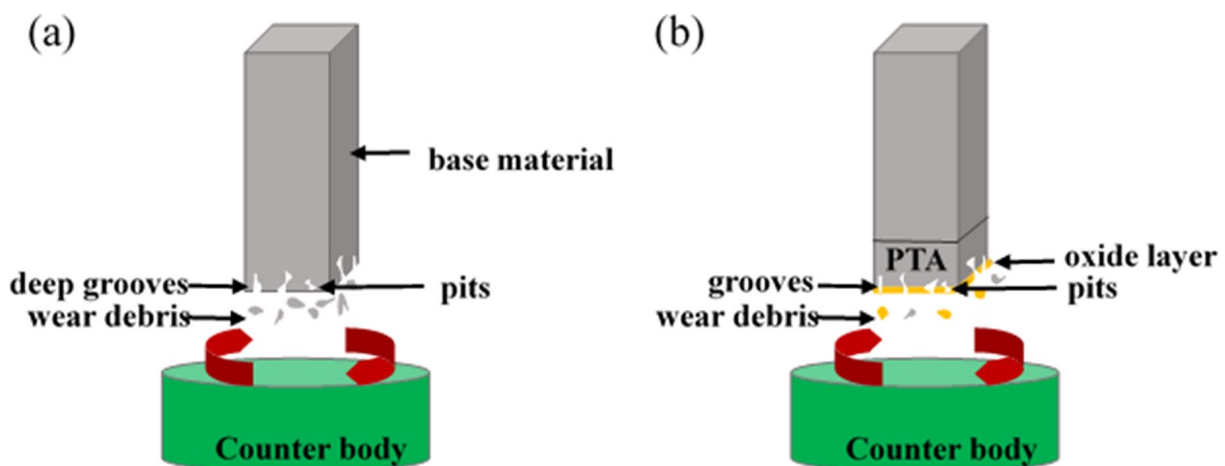 (a)
base material
deep grooves
pits
wear debris
Counter body
(b)
PTA
oxide layer
grooves
pits
wear debris
Counter body